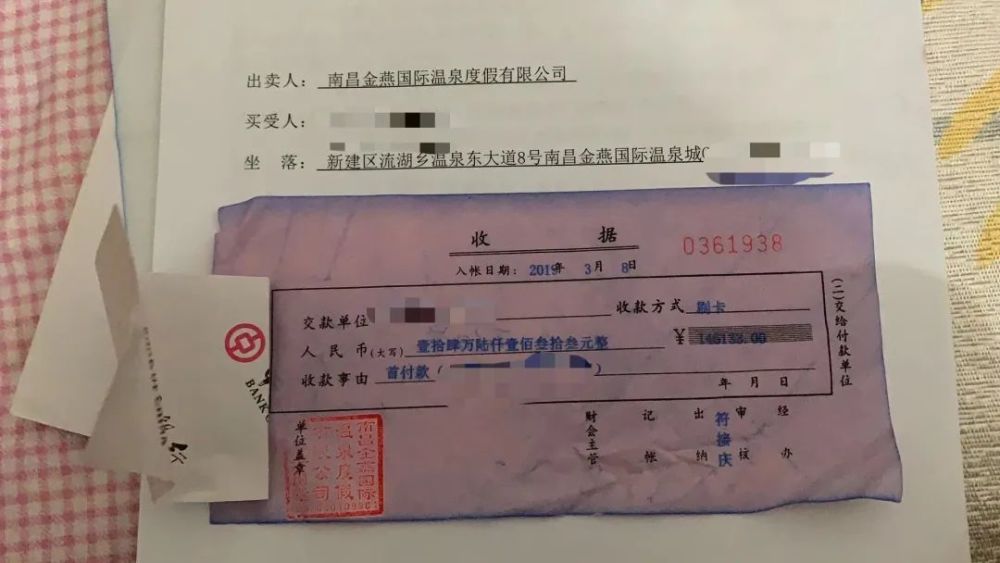 出卖人：南昌金燕国际温泉度假有限公司
买受人：
坐 落：新建区流湖乡温泉东大道8号南昌金燕国际温泉城
收 据
0361938
入帐日期：2019年 3月 8日
交款单位 收款方式 刷卡
人民币(大写) 壹拾肆万陆仟壹佰叁拾叁元整 ¥ 146133.00
收款事由 首付款（ ）
年 月 日
(二)交给付款单位
单位盖章
南昌金燕国际
温泉度假
有限公司
财会主管 记帐 出纳 符接庆 审核 经办
BANK